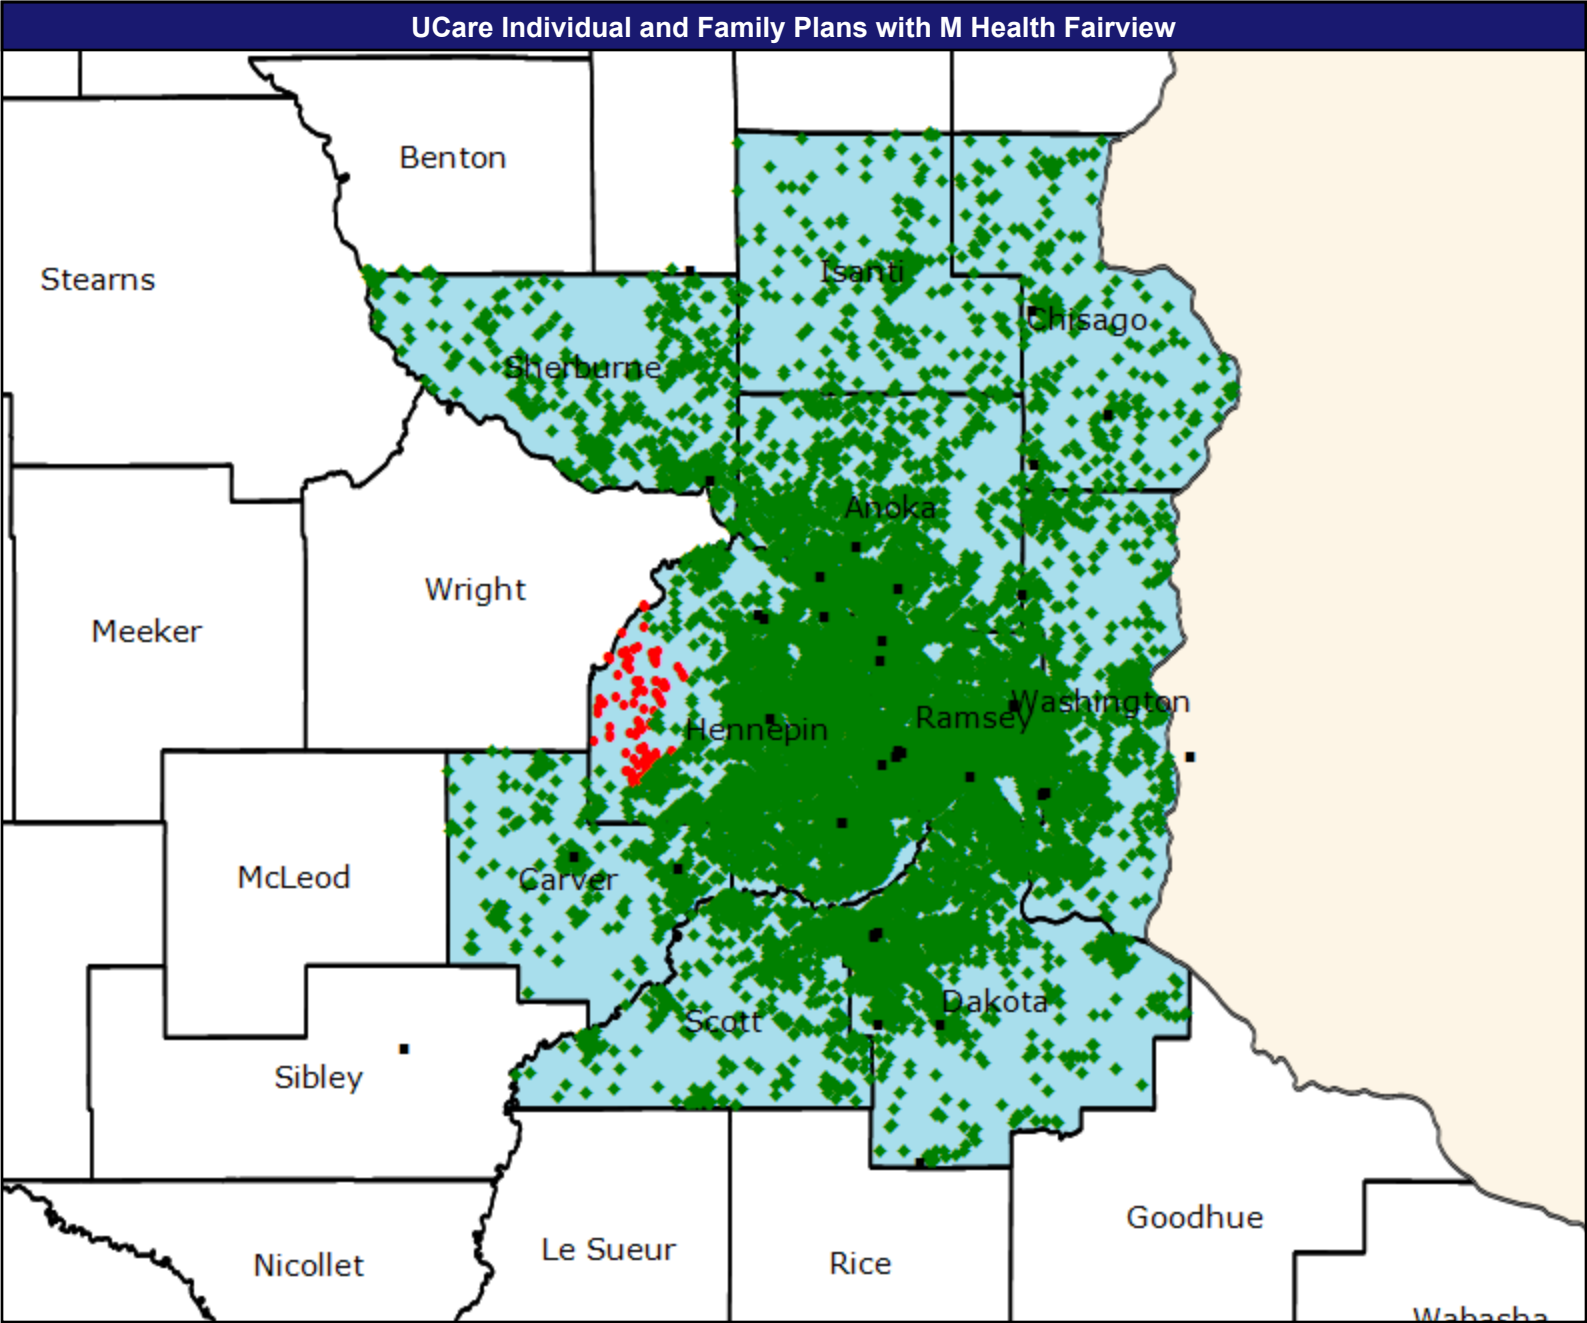 UCare Individual and Family Plans with M Health Fairview
Benton
Stearns
Isanti
Chisago
Sherburne
Anoka
Wright
Meeker
Washington
Ramsey
Hennepin
McLeod
Carver
Dakota
Scott
Sibley
Goodhue
Le Sueur
Rice
Nicollet
Wabasha